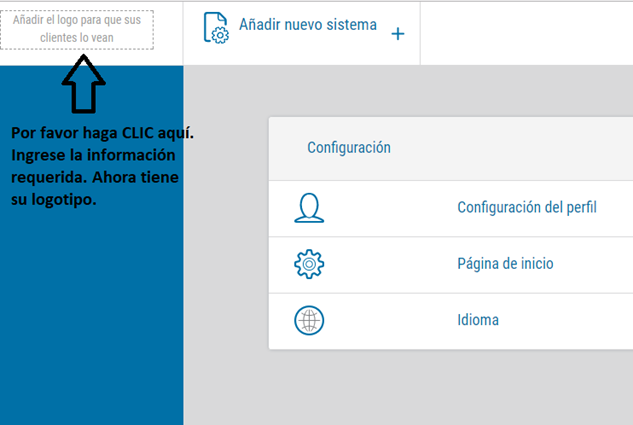 Añadir el logo para que sus
clientes lo vean
Añadir nuevo sistema
Por favor haga CLIC aquí.
Ingrese la información
requerida. Ahora tiene
su logotipo.
Configuración
Configuración del perfil
Página de inicio
Idioma